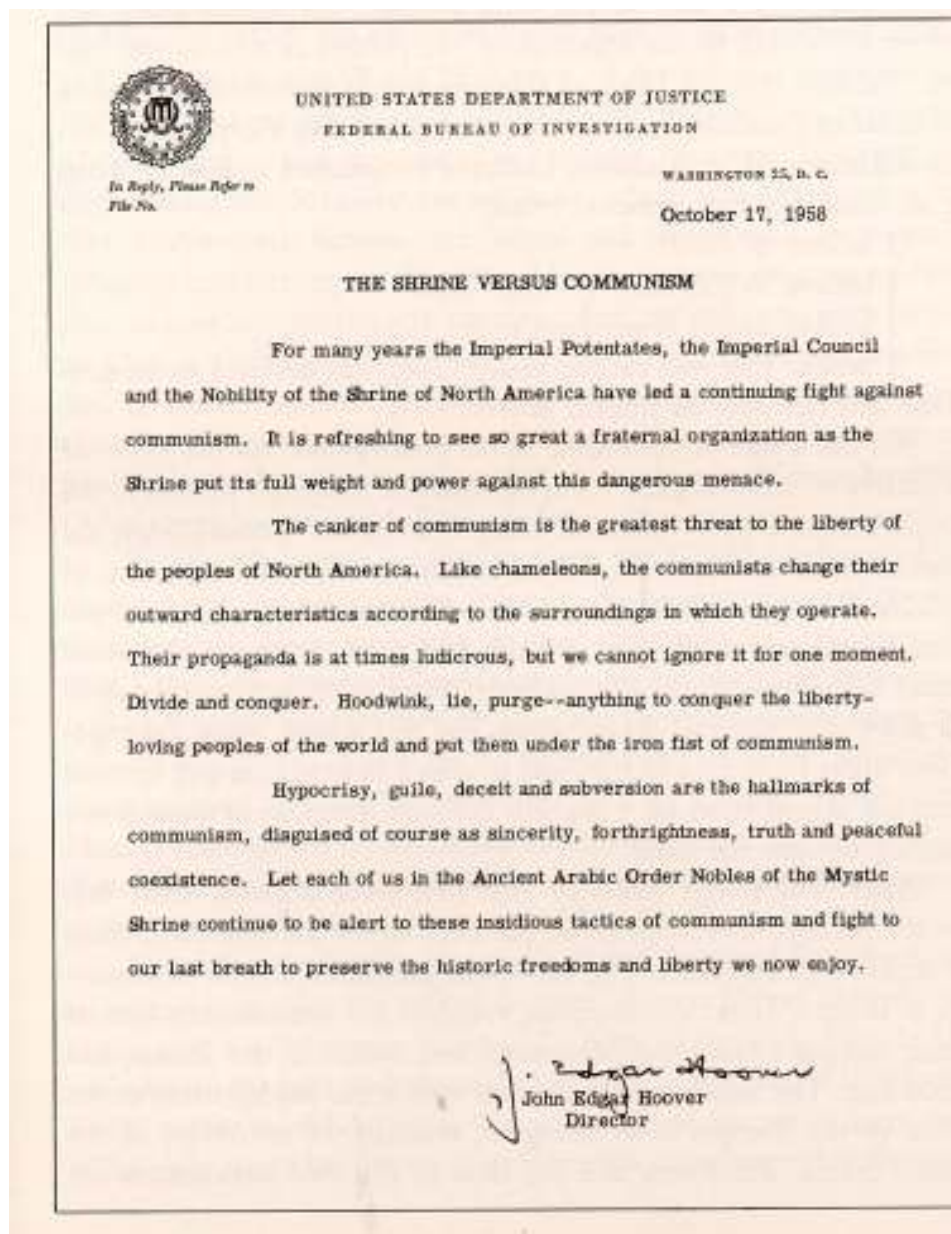 UNITED STATES DEPARTMENT OF JUSTICE
FEDERAL BUREAU OF INVESTIGATION
In Reply, Please Refer to
File No.
WASHINGTON 25, D. C.
October 17, 1958
THE SHRINE VERSUS COMMUNISM
For many years the Imperial Potentates, the Imperial Council
and the Nobility of the Shrine of North America have led a continuing fight against
communism. It is refreshing to see so great a fraternal organization as the
Shrine put its full weight and power against this dangerous menace.
The canker of communism is the greatest threat to the liberty of
the peoples of North America. Like chameleons, the communists change their
outward characteristics according to the surroundings in which they operate.
Their propaganda is at times ludicrous, but we cannot ignore it for one moment.
Divide and conquer. Hoodwink, lie, purge--anything to conquer the liberty-
loving peoples of the world and put them under the iron fist of communism.
Hypocrisy, guile, deceit and subversion are the hallmarks of
communism, disguised of course as sincerity, forthrightness, truth and peaceful
coexistence. Let each of us in the Ancient Arabic Order Nobles of the Mystic
Shrine continue to be alert to these insidious tactics of communism and fight to
our last breath to preserve the historic freedoms and liberty we now enjoy.
J. Edgar Hoover
John Edgar Hoover
Director